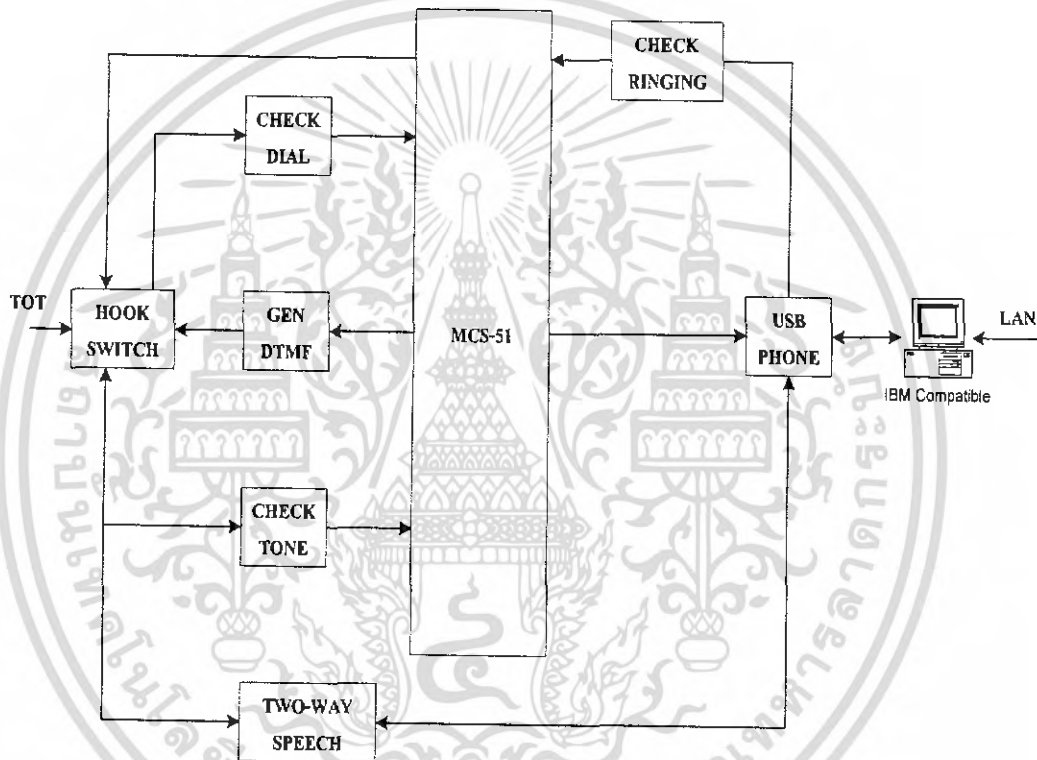 CHECK
RINGING
CHECK
DIAL
TOT
HOOK
SWITCH
GEN
DTMF
MCS-51
USB
PHONE
LAN
IBM Compatible
CHECK
TONE
TWO-WAY
SPEECH